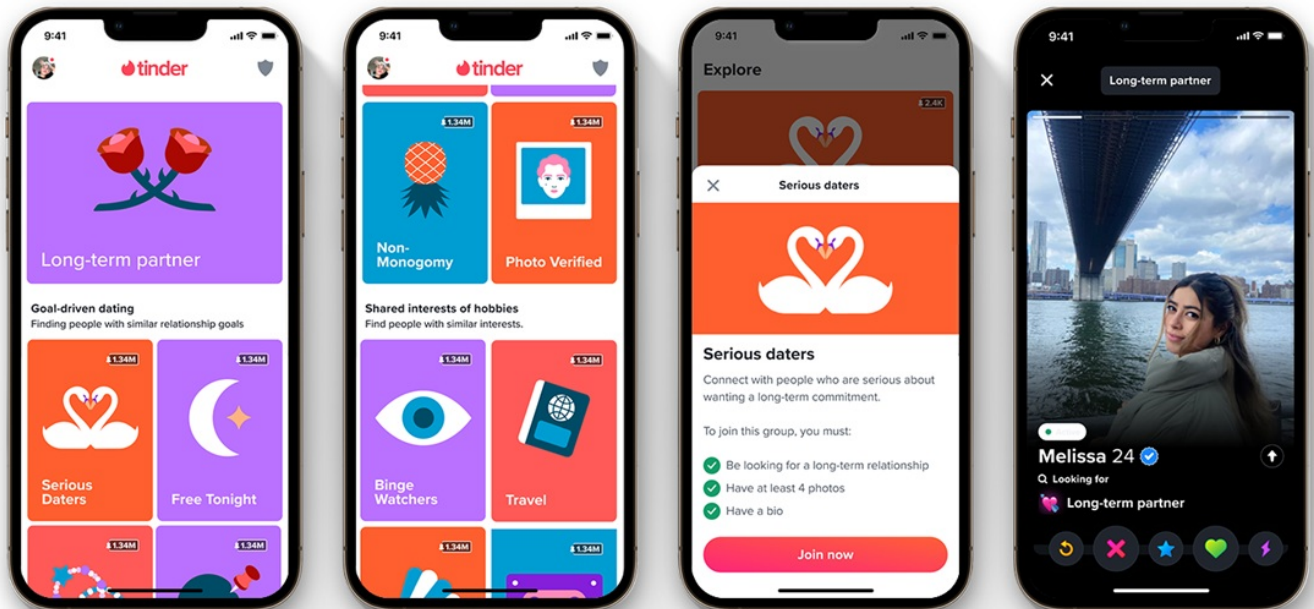 9:41
tinder
Long-term partner
Goal-driven dating
Finding people with similar relationship goals
1.34M
1.34M
Serious
Daters
Free Tonight
1.34M
1.34M
9:41
tinder
1.34M
1.34M
Non-
Monogomy
Photo Verified
Shared interests of hobbies
Find people with similar interests.
1.34M
1.34M
Binge
Watchers
Travel
1.34M
1.34M
9:41
Explore
2.4K
Serious daters
Serious daters
Connect with people who are serious about
wanting a long-term commitment.
To join this group, you must:
Be looking for a long-term relationship
Have at least 4 photos
Have a bio
Join now
9:41
Long-term partner
Melissa 24
Looking for
Long-term partner